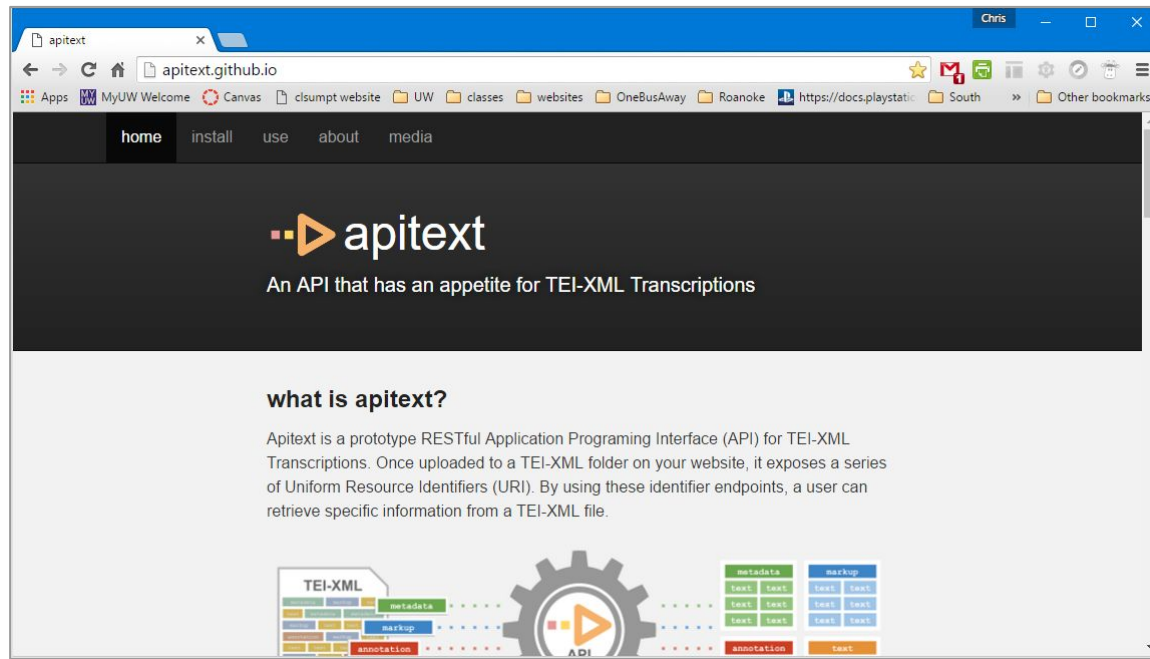 Chris
apitext
apitext.github.io
1
Apps MyUW Welcome Canvas clsumpt website UW classes websites OneBusAway Roanoke https://docs.playstatic South » Other bookmarks
home install use about media
apitext
An API that has an appetite for TEI-XML Transcriptions
what is apitext?
Apitext is a prototype RESTful Application Programing Interface (API) for TEI-XML
Transcriptions. Once uploaded to a TEI-XML folder on your website, it exposes a series
of Uniform Resource Identifiers (URI). By using these identifier endpoints, a user can
retrieve specific information from a TEI-XML file.
TEI-XML
metadata
markup
annotation
API
metadata markup
text text text text
text text text text
text text text text
annotation text